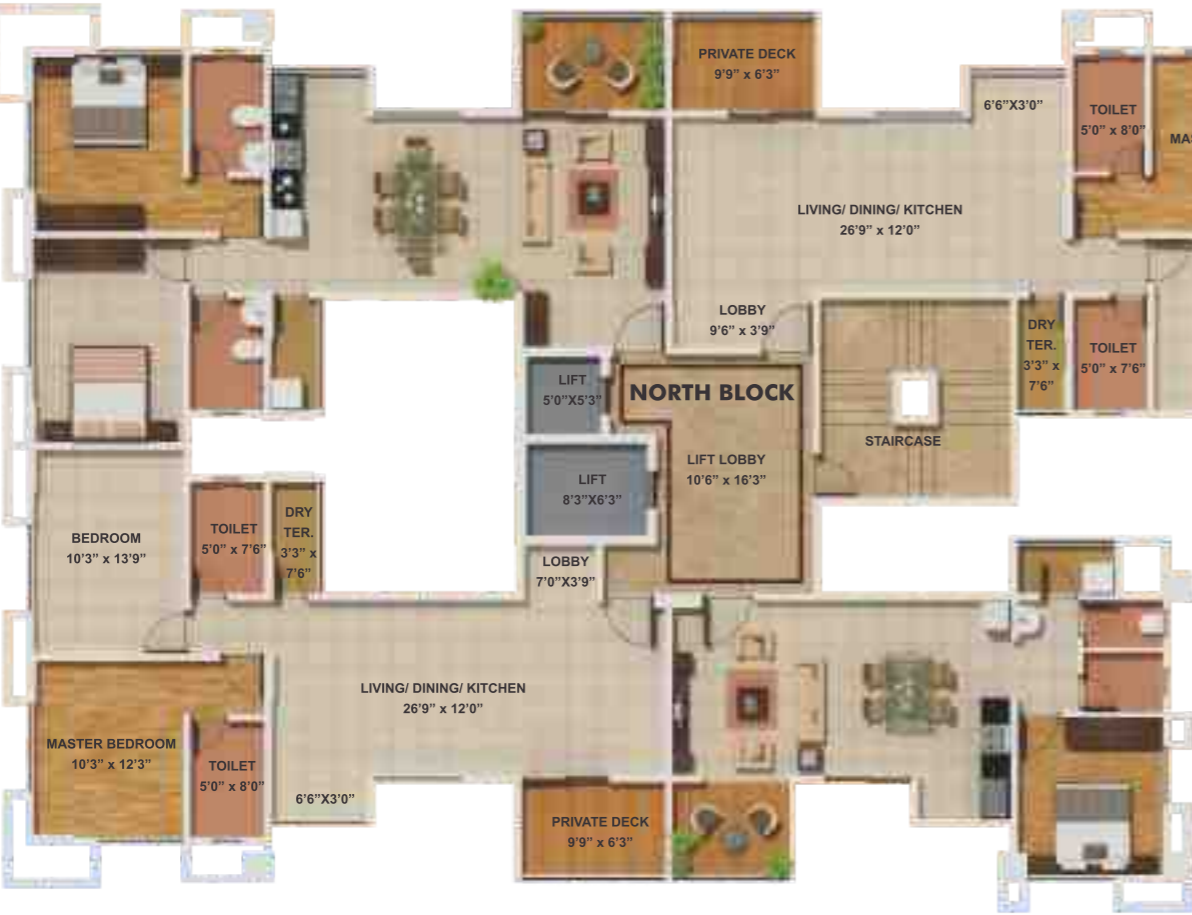 PRIVATE DECK
9'9" x 6'3"
6'6"X3'0"
TOILET
5'0" x 8'0"
LIVING/ DINING/ KITCHEN
26'9" x 12'0"
LOBBY
9'6" x 3'9"
DRY
TER.
3'3" x
7'6"
TOILET
5'0" x 7'6"
LIFT
5'0"X5'3"
NORTH BLOCK
STAIRCASE
LIFT LOBBY
10'6" x 16'3"
LIFT
8'3"X6'3"
BEDROOM
10'3" x 13'9"
TOILET
5'0" x 7'6"
DRY
TER.
3'3" x
7'6"
LOBBY
7'0"X3'9"
LIVING/ DINING/ KITCHEN
26'9" x 12'0"
MASTER BEDROOM
10'3" x 12'3"
TOILET
5'0" x 8'0"
6'6"X3'0"
PRIVATE DECK
9'9" x 6'3"